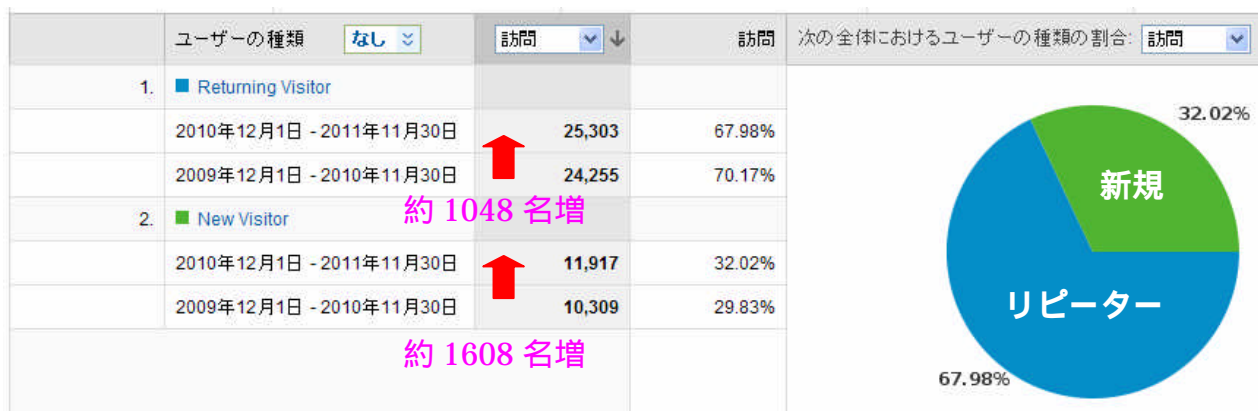 ユーザーの種類 なし 訪問 訪問 次の全体におけるユーザーの種類の割合: 訪問
1. Returning Visitor
2010年12月1日 - 2011年11月30日 25,303 67.98%
2009年12月1日 - 2010年11月30日 24,255 70.17%
約 1048 名増
2. New Visitor
2010年12月1日 - 2011年11月30日 11,917 32.02%
2009年12月1日 - 2010年11月30日 10,309 29.83%
約 1608 名増
32.02%
新規
リピーター
67.98%